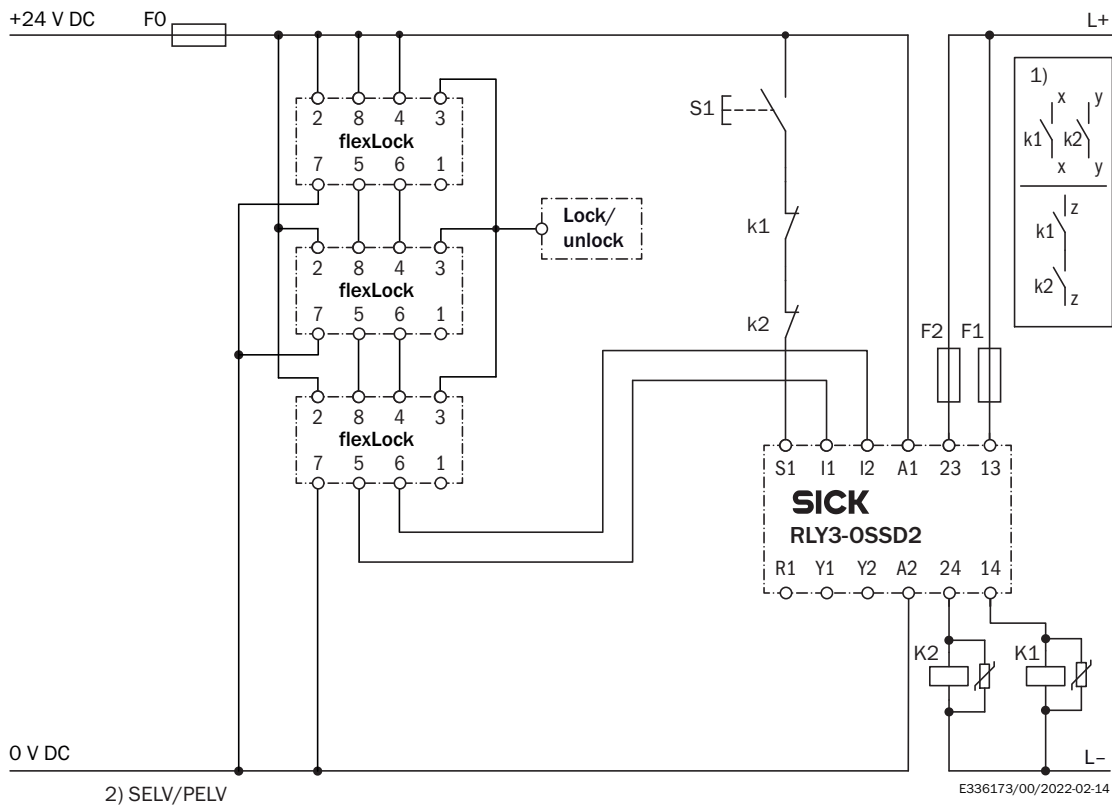 +24 V DC F0 L+
2 8 4 3
flexLock
7 5 6 1
S1
1)
x y
k1 k2
x y
z
k1
k2
z
Lock/
unlock
2 8 4 3
flexLock
7 5 6 1
k1
k2
F2 F1
2 8 4 3
flexLock
7 5 6 1
S1 I1 I2 A1 23 13
SICK
RLY3-OSSD2
R1 Y1 Y2 A2 24 14
K2 K1
0 V DC L–
2) SELV/PELV
E336173/00/2022-02-14